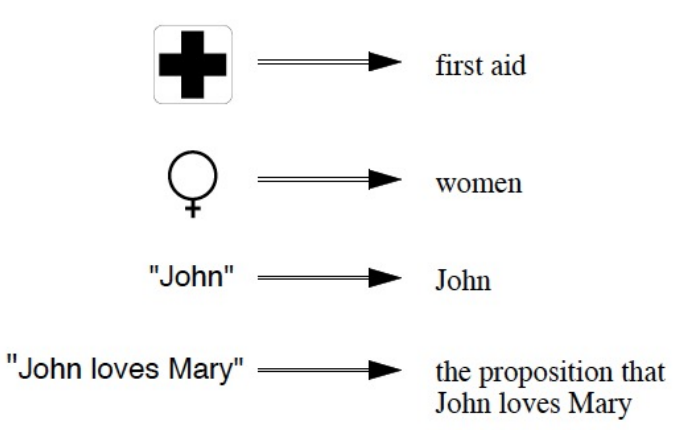 first aid
women
"John"
John
"John loves Mary"
the proposition that
John loves Mary